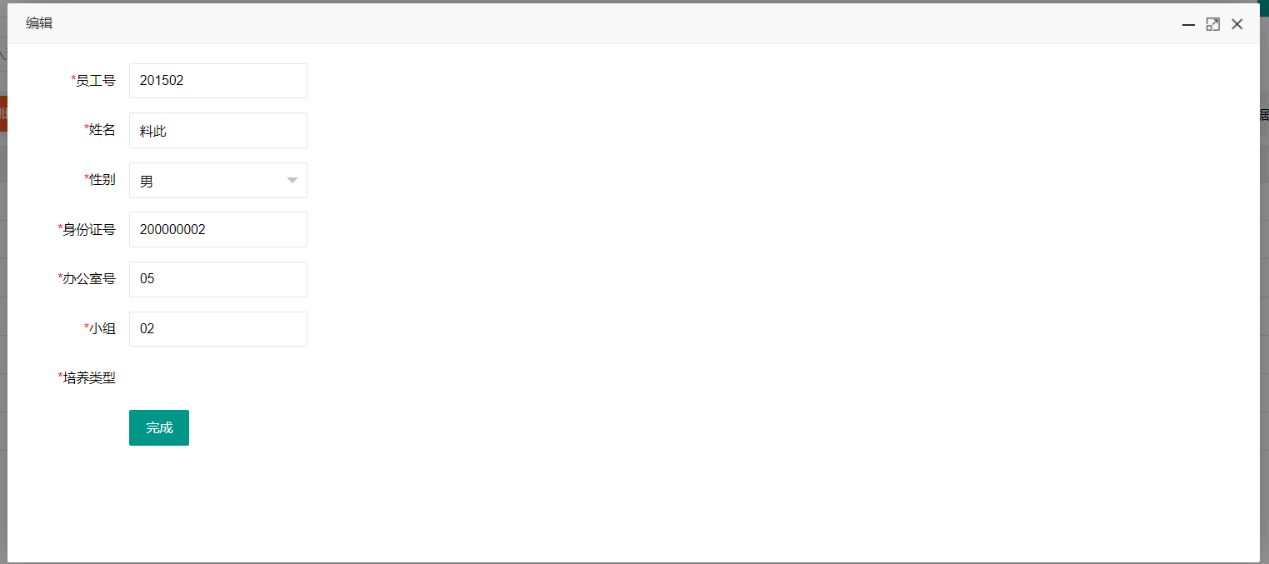 编辑
*员工号 201502
*姓名 料此
*性别 男
*身份证号 200000002
*办公室号 05
*小组 02
*培养类型
完成